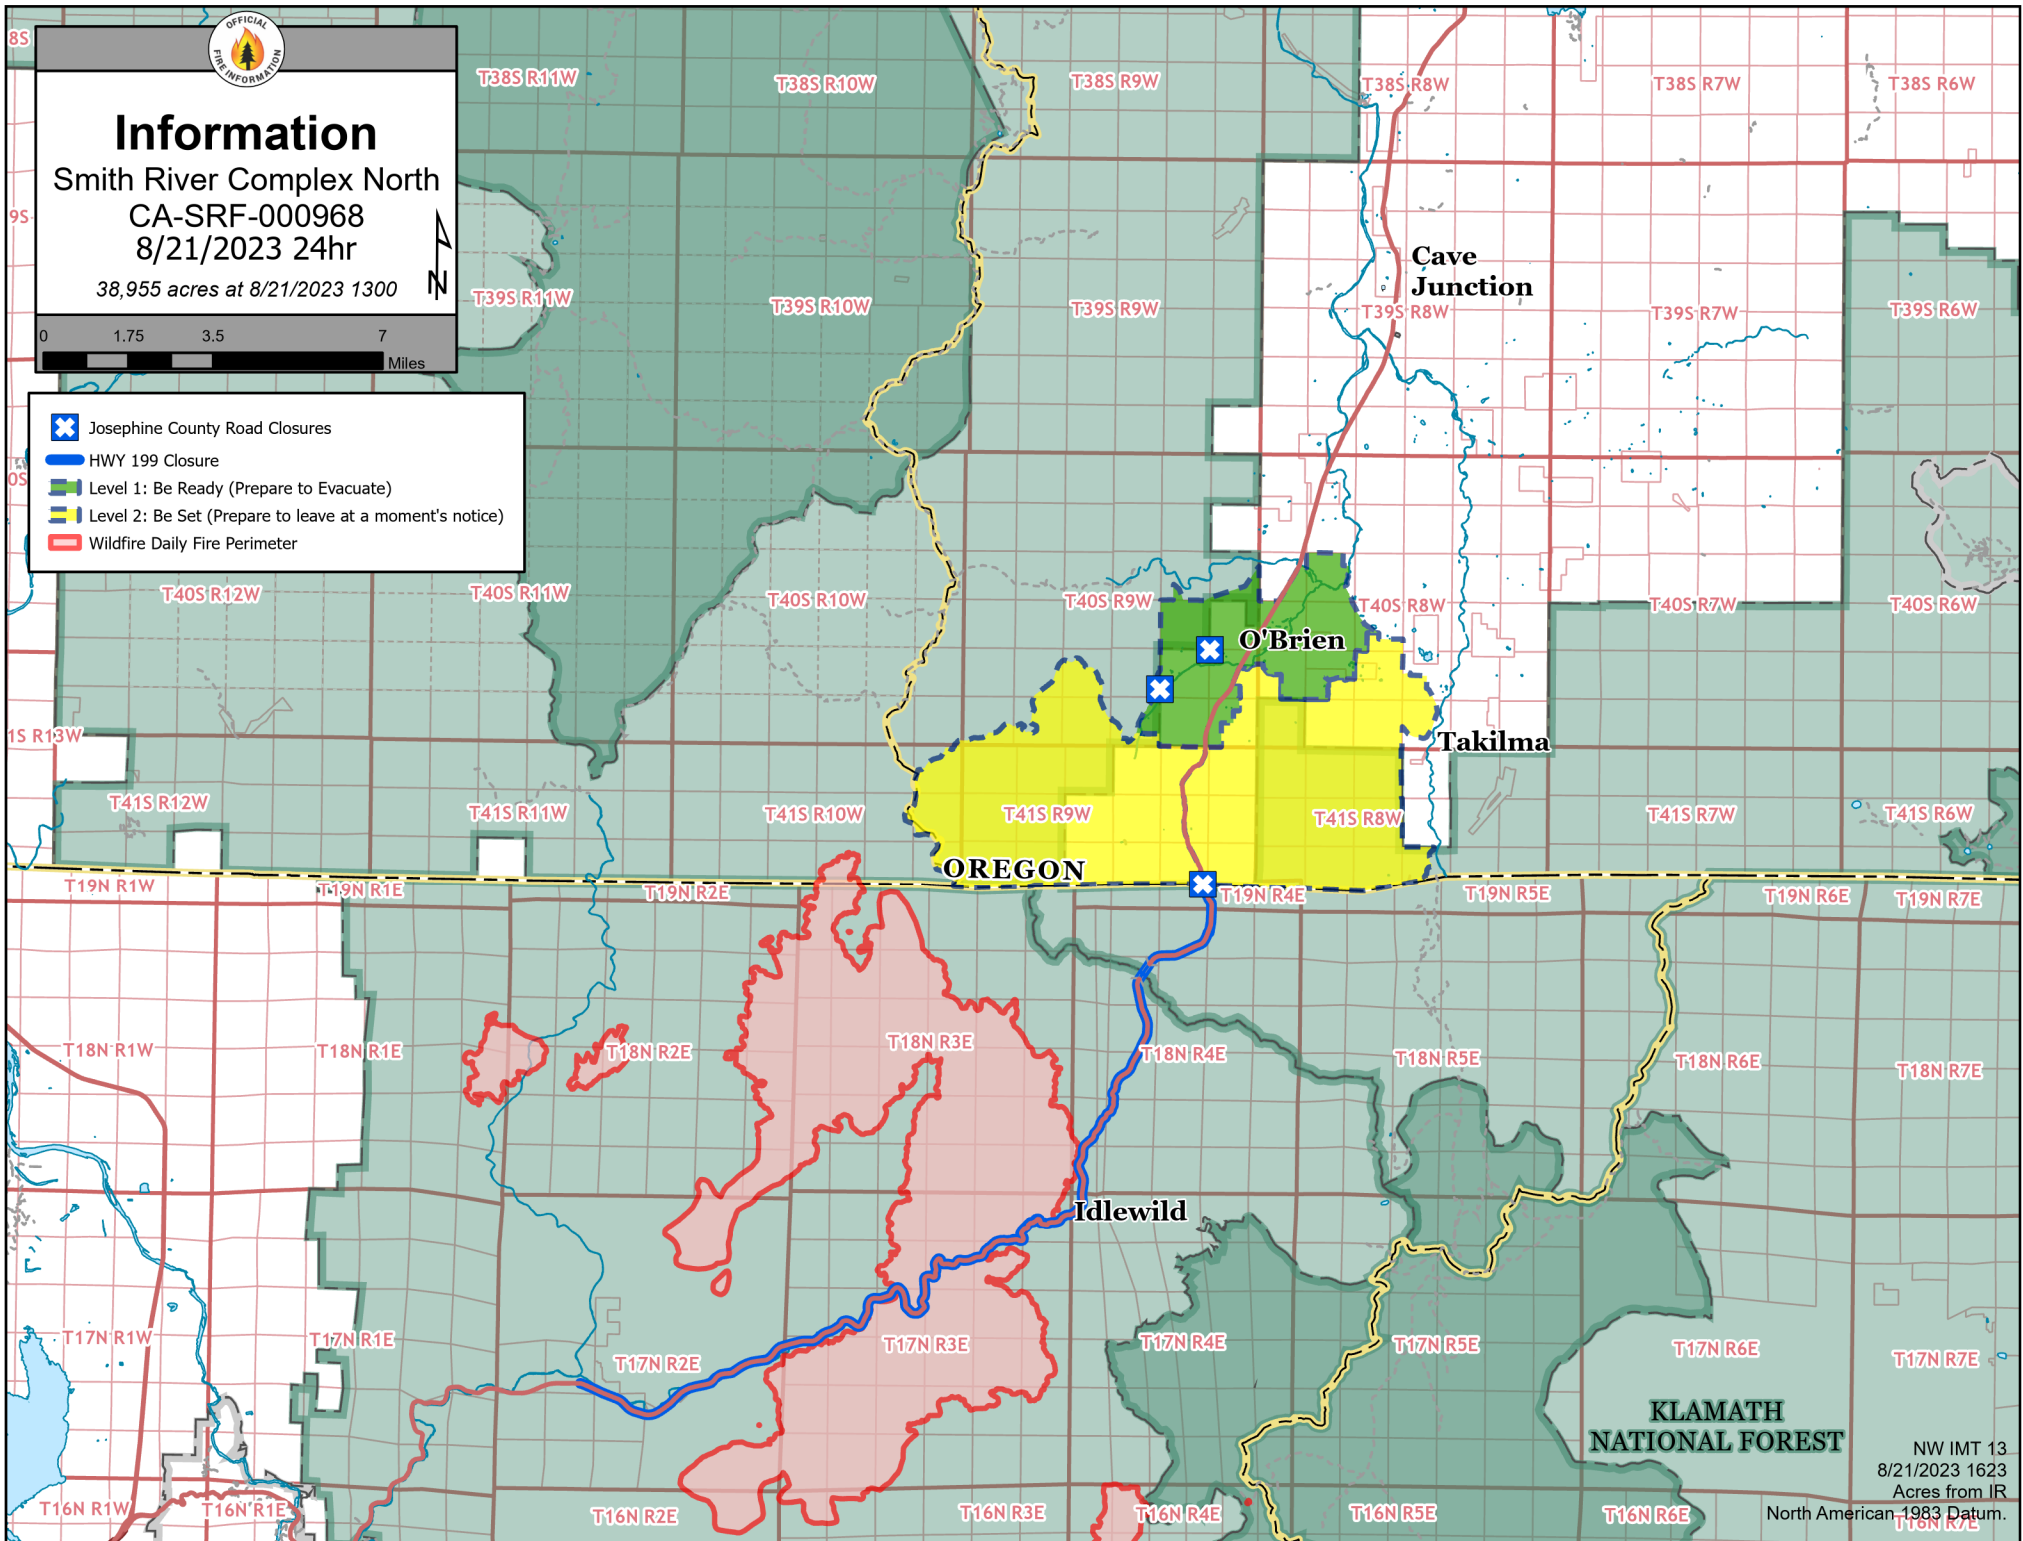 OFFICIAL
FIRE INFORMATION
Information
Smith River Complex North
CA-SRF-000968
8/21/2023 24hr
38,955 acres at 8/21/2023 1300
N
0 1.75 3.5 7
Miles
Josephine County Road Closures
HWY 199 Closure
Level 1: Be Ready (Prepare to Evacuate)
Level 2: Be Set (Prepare to leave at a moment's notice)
Wildfire Daily Fire Perimeter
8S
T38S R11W
T38S R10W
T38S R9W
T38S R8W
T38S R7W
T38S R6W
9S
Cave
Junction
T39S R11W
T39S R10W
T39S R9W
T39S R8W
T39S R7W
T39S R6W
0S
T40S R12W
T40S R11W
T40S R10W
T40S R9W
T40S R8W
T40S R7W
T40S R6W
O'Brien
1S R13W
Takilma
T41S R12W
T41S R11W
T41S R10W
T41S R9W
T41S R8W
T41S R7W
T41S R6W
OREGON
T19N R1W
T19N R1E
T19N R2E
T19N R4E
T19N R5E
T19N R6E
T19N R7E
T18N R1W
T18N R1E
T18N R2E
T18N R3E
T18N R4E
T18N R5E
T18N R6E
T18N R7E
Idlewild
T17N R1W
T17N R1E
T17N R2E
T17N R3E
T17N R4E
T17N R5E
T17N R6E
T17N R7E
KLAMATH
NATIONAL FOREST
T16N R1W
T16N R1E
T16N R2E
T16N R3E
T16N R4E
T16N R5E
T16N R6E
T16N R7E
NW IMT 13
8/21/2023 1623
Acres from IR
North American 1983 Datum.